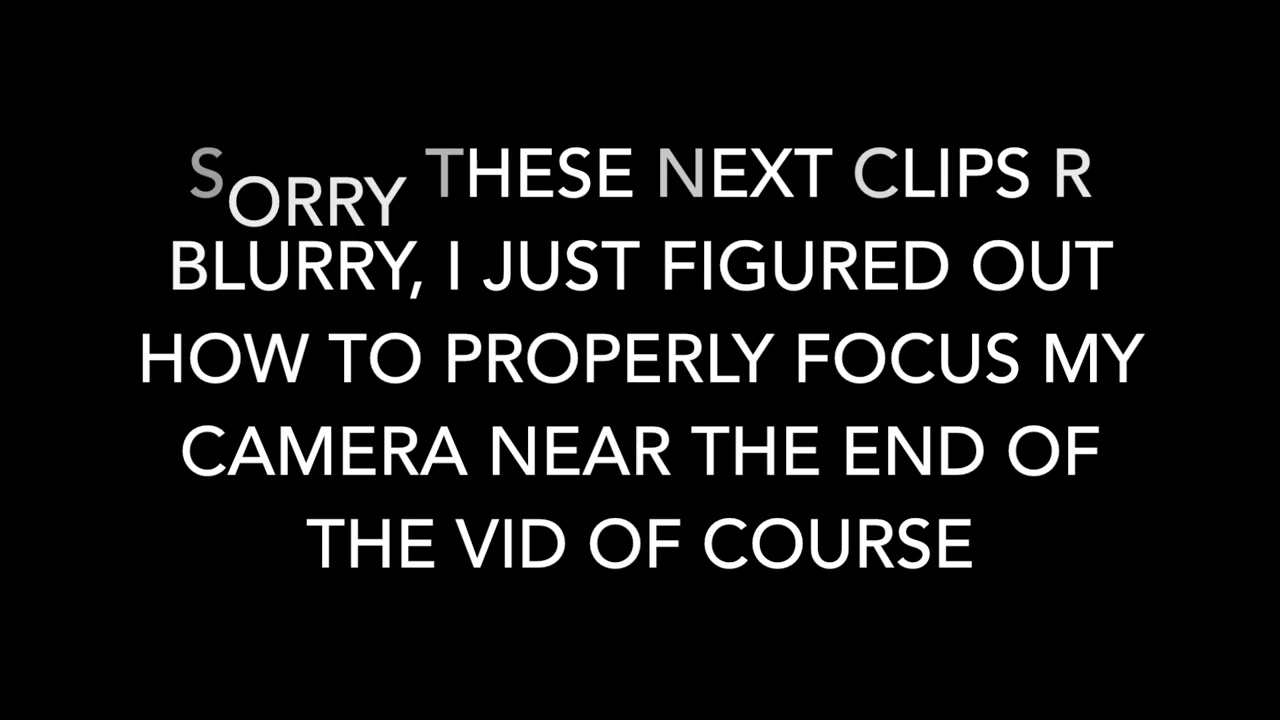 SORRY THESE NEXT CLIPS R
BLURRY, I JUST FIGURED OUT
HOW TO PROPERLY FOCUS MY
CAMERA NEAR THE END OF
THE VID OF COURSE